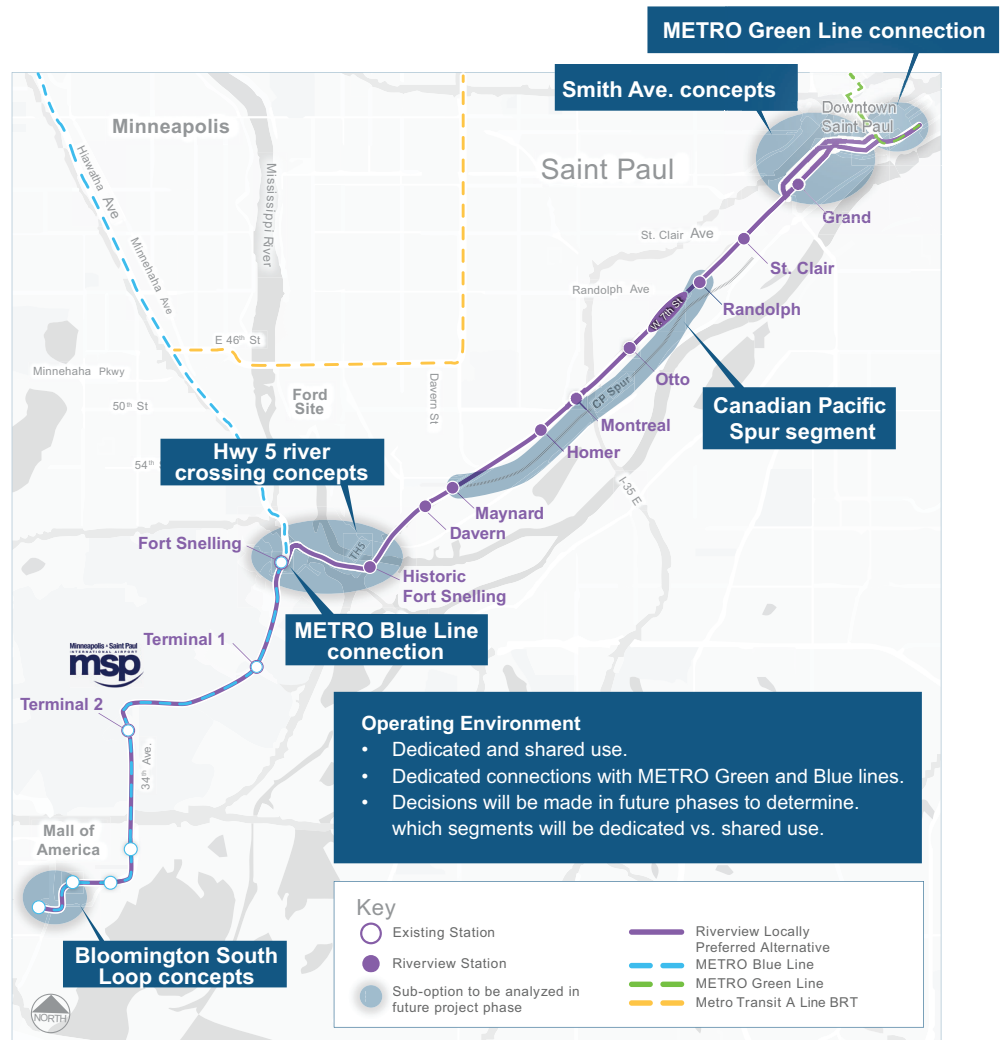 METRO Green Line connection
Smith Ave. concepts
Downtown
Saint Paul
Minneapolis
Saint Paul
Hiawatha Ave
Mississippi River
Grand
St. Clair Ave
Minnehaha Ave
St. Clair
Randolph Ave
Randolph
W. 7th St
E 46th St
Otto
Minnehaha Pkwy
Davern St
CP Spur
Ford
Site
50th St
Canadian Pacific
Spur segment
Montreal
Hwy 5 river
crossing concepts
Homer
54th
I-35 E
Maynard
Davern
Fort Snelling
TH5
Historic
Fort Snelling
METRO Blue Line
connection
Terminal 1
Minneapolis - Saint Paul
INTERNATIONAL AIRPORT
msp
Terminal 2
34th Ave.
Operating Environment
• Dedicated and shared use.
• Dedicated connections with METRO Green and Blue lines.
• Decisions will be made in future phases to determine.
which segments will be dedicated vs. shared use.
Mall of
America
Bloomington South
Loop concepts
NORTH
Key
Existing Station
Riverview Station
Sub-option to be analyzed in
future project phase
Riverview Locally
Preferred Alternative
METRO Blue Line
METRO Green Line
Metro Transit A Line BRT